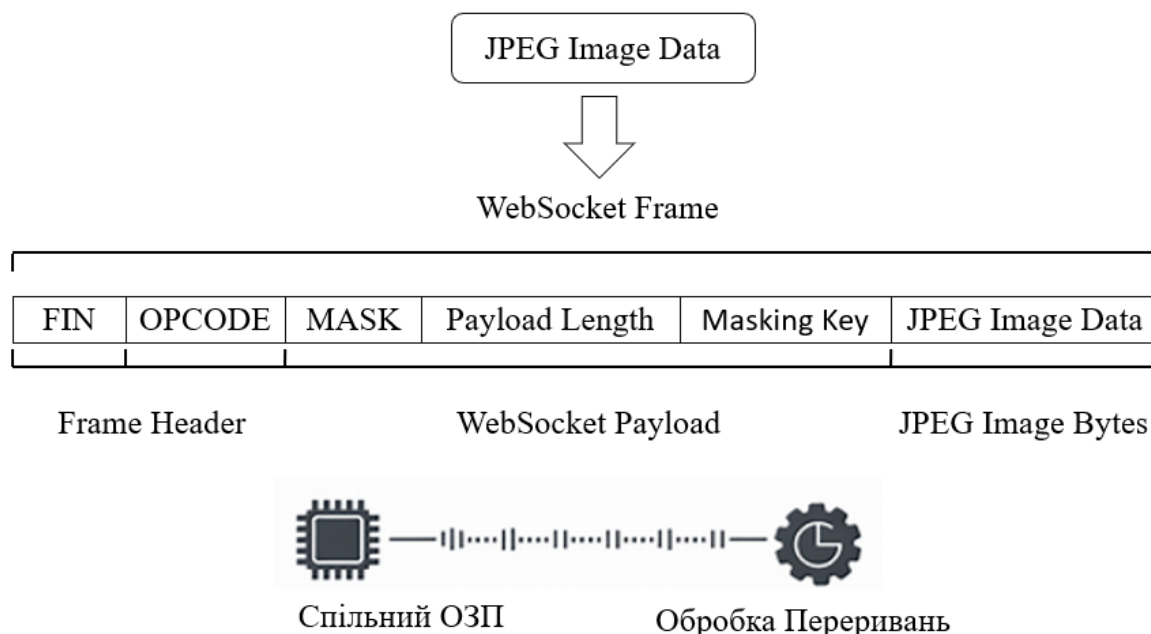 JPEG Image Data
WebSocket Frame
FIN OPCODE MASK Payload Length Masking Key JPEG Image Data
Frame Header WebSocket Payload JPEG Image Bytes
Спільний ОЗП Обробка Переривань